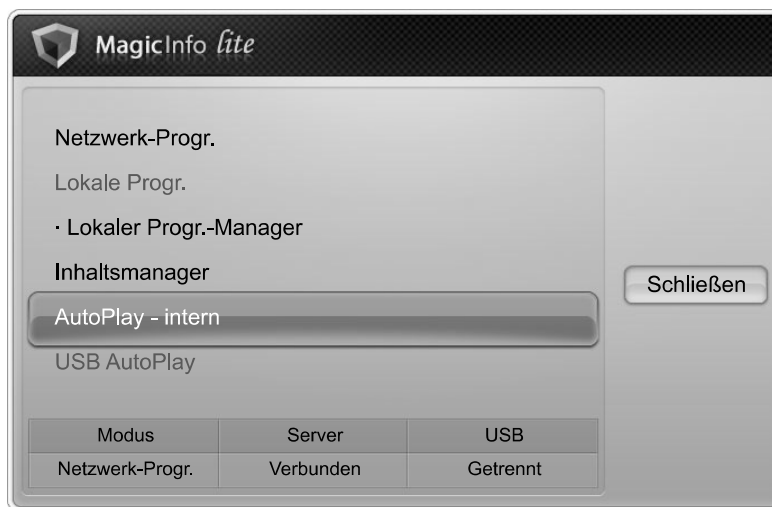 MagicInfo lite
Netzwerk-Progr.
Lokale Progr.
· Lokaler Progr.-Manager
Inhaltsmanager
AutoPlay - intern
USB AutoPlay
Schließen
Modus Server USB
Netzwerk-Progr. Verbunden Getrennt